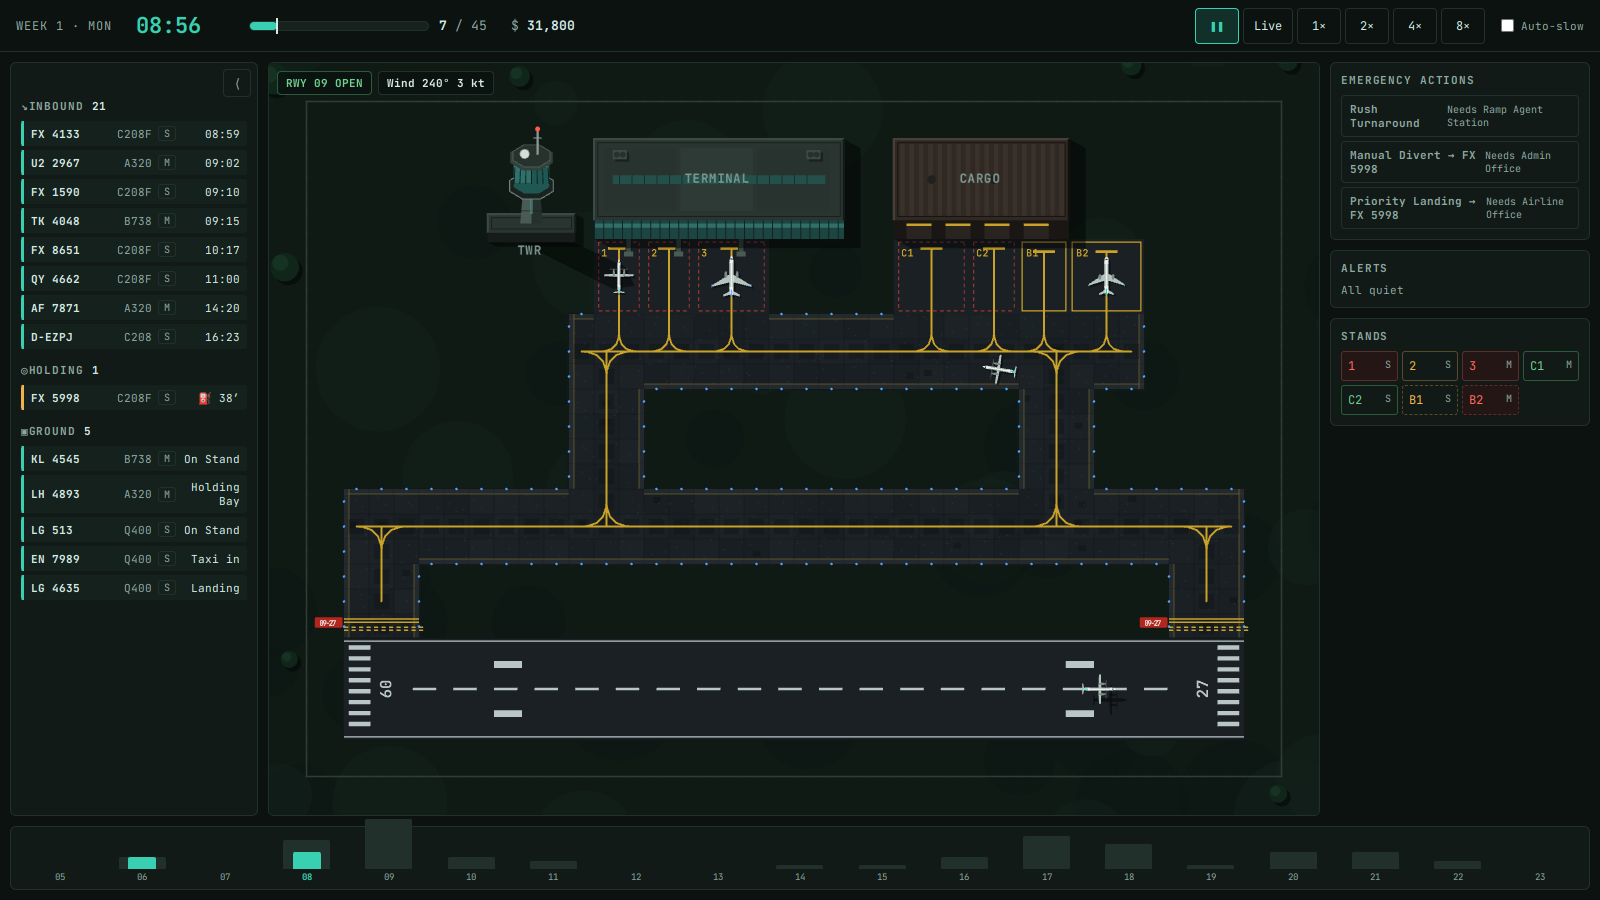 WEEK 1 · MON 08:56 7 / 45 $ 31,800 Live 1× 2× 4× 8× Auto-slow
RWY 09 OPEN Wind 240° 3 kt
INBOUND 21
FX 4133 C208F S 08:59
U2 2967 A320 M 09:02
FX 1590 C208F S 09:10
TK 4048 B738 M 09:15
FX 8651 C208F S 10:17
QY 4662 C208F S 11:00
AF 7871 A320 M 14:20
D-EZPJ C208 S 16:23
HOLDING 1
FX 5998 C208F S 38′
GROUND 5
KL 4545 B738 M On Stand
LH 4893 A320 M Holding
Bay
LG 513 Q400 S On Stand
EN 7989 Q400 S Taxi in
LG 4635 Q400 S Landing
TERMINAL
CARGO
TWR
1 2 3 C1 C2 B1 B2
09-27 09-27
09 27
EMERGENCY ACTIONS
Rush
Turnaround
Needs Ramp Agent
Station
Manual Divert → FX
5998
Needs Admin
Office
Priority Landing →
FX 5998
Needs Airline
Office
ALERTS
All quiet
STANDS
1 S 2 S 3 M C1 M
C2 S B1 S B2 M
05 06 07 08 09 10 11 12 13 14 15 16 17 18 19 20 21 22 23